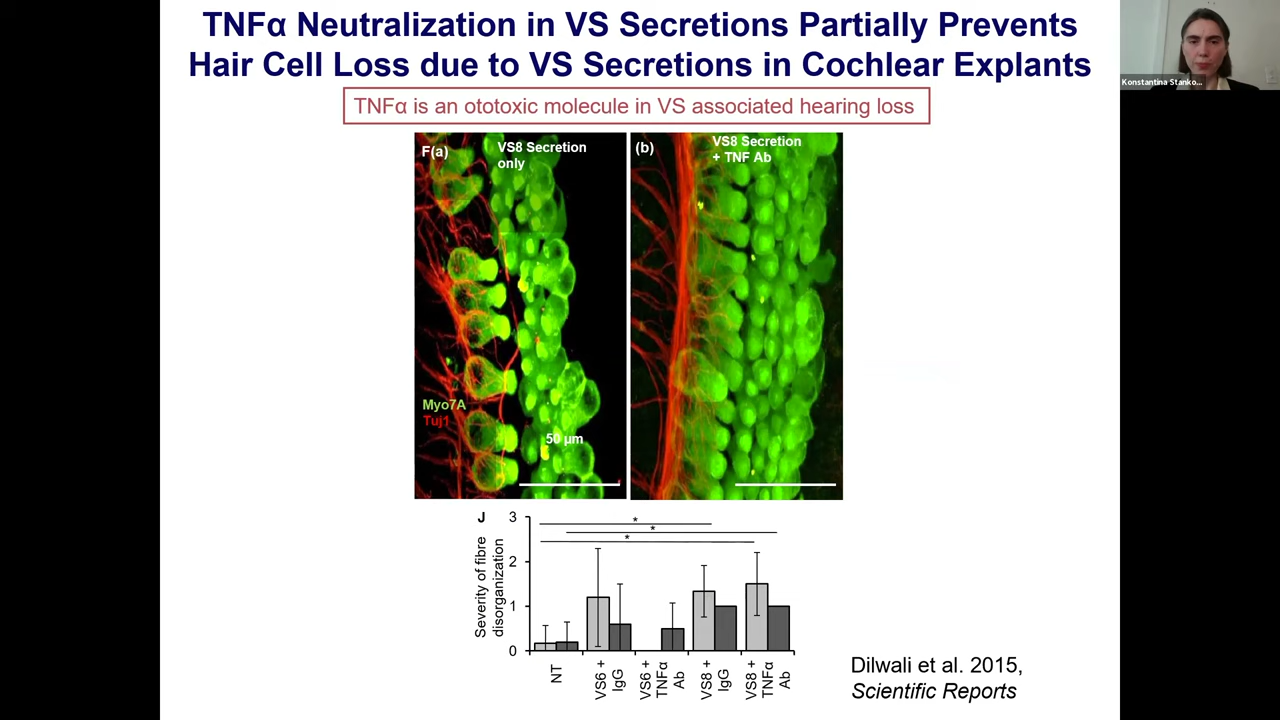 TNFα Neutralization in VS Secretions Partially Prevents
Hair Cell Loss due to VS Secretions in Cochlear Explants
TNFα is an ototoxic molecule in VS associated hearing loss
Konstantina Stanko...
F(a)
VS8 Secretion
only
Myo7A
Tuj1
50 µm
(b)
VS8 Secretion
+ TNF Ab
J
Severity of fibre
disorganization
3
2
1
0
*
*
*
NT
VS6 +
IgG
VS6 +
TNFα
Ab
VS8 +
IgG
VS8 +
TNFα
Ab
Dilwali et al. 2015,
Scientific Reports